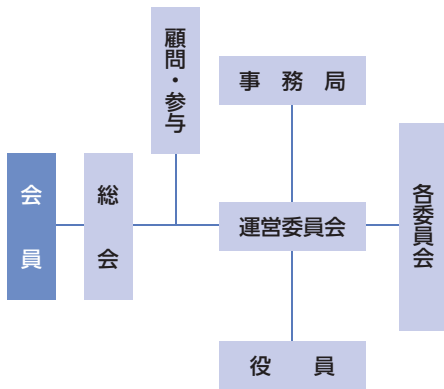 顧問・参与
事　務　局
会　員
総　会
運営委員会
各委員会
役　　員